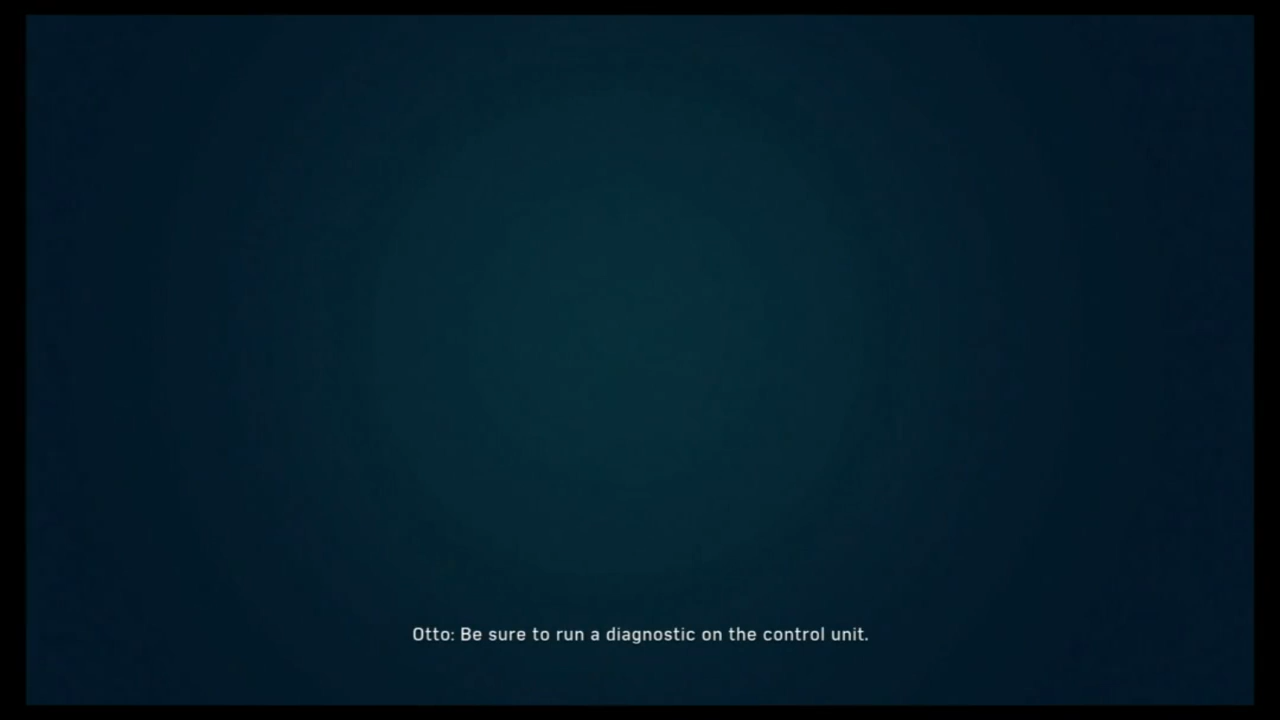 Otto: Be sure to run a diagnostic on the control unit.